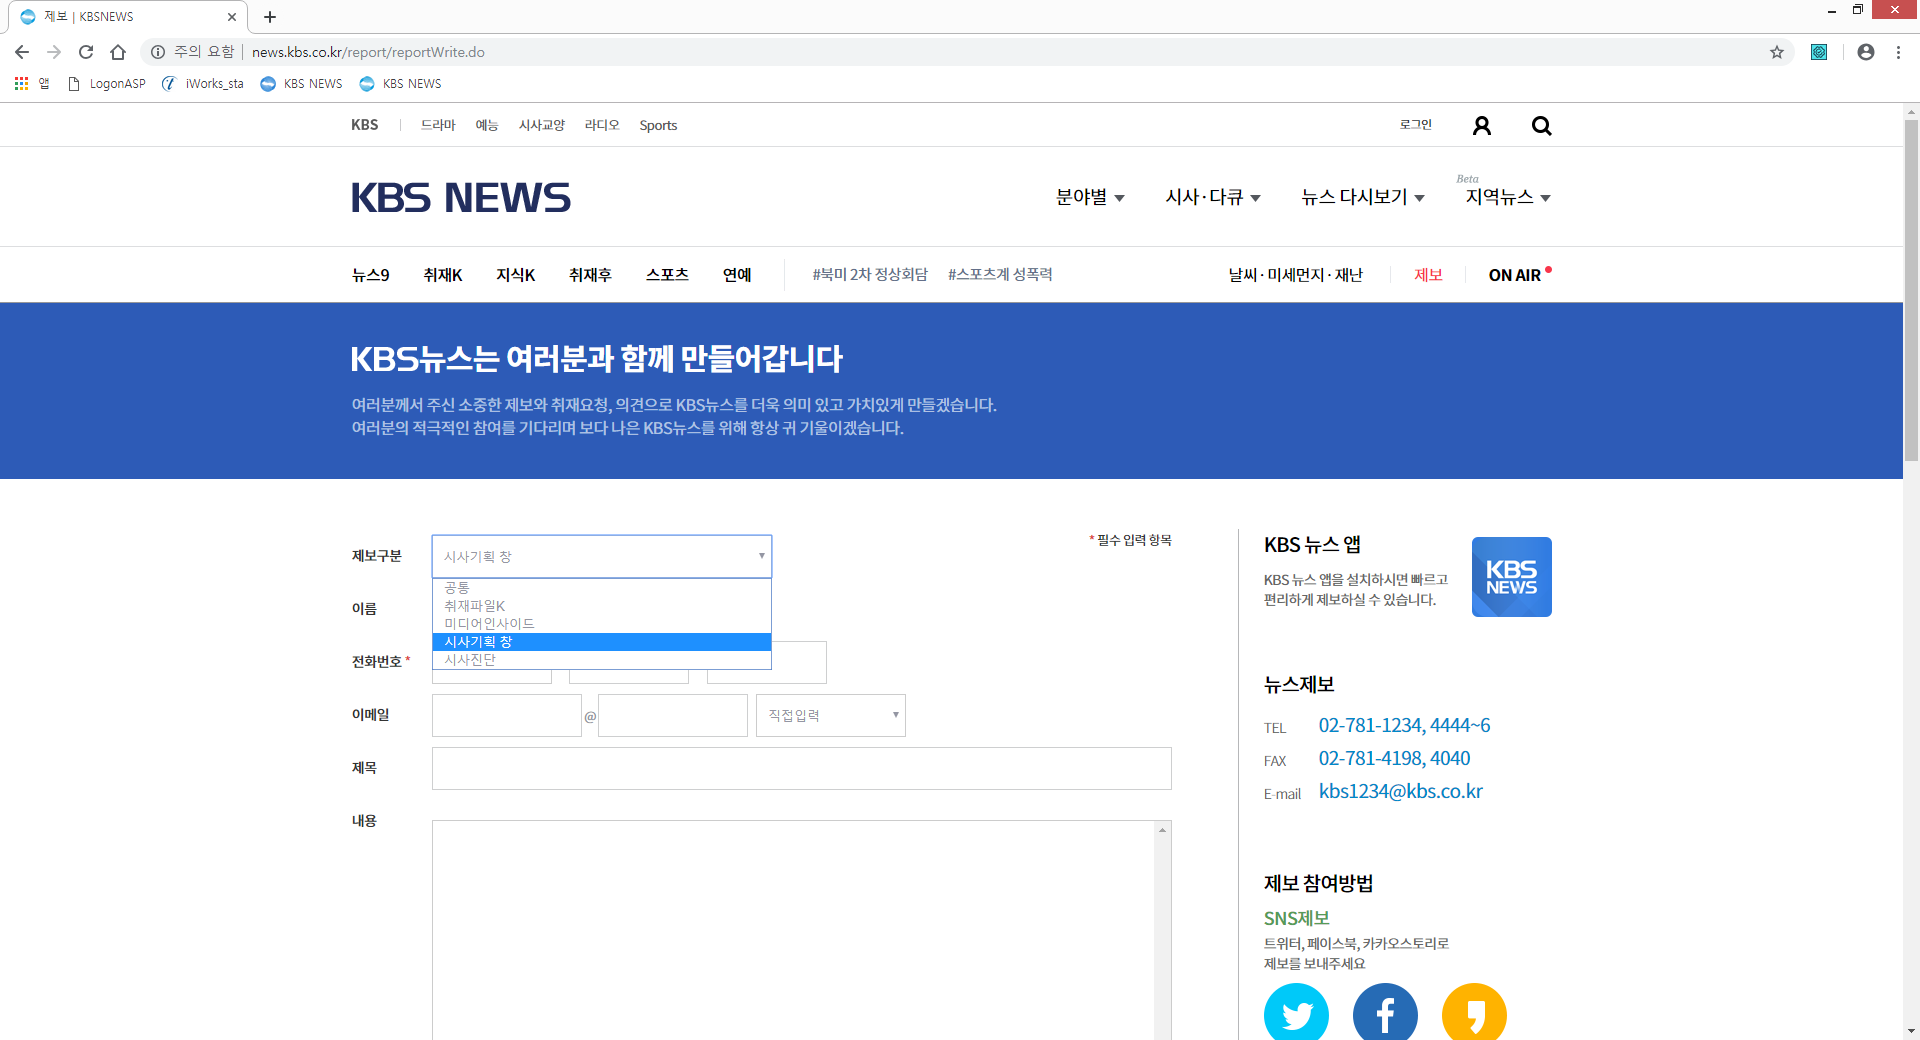 제보 | KBSNEWS
주의 요함 news.kbs.co.kr/report/reportWrite.do
앱 LogonASP iWorks_sta KBS NEWS KBS NEWS
KBS 드라마 예능 시사교양 라디오 Sports 로그인
Beta
KBS NEWS 분야별 시사·다큐 뉴스 다시보기 지역뉴스
뉴스9 취재K 지식K 취재후 스포츠 연예 #북미 2차 정상회담 #스포츠계 성폭력 날씨·미세먼지·재난 제보 ON AIR
KBS뉴스는 여러분과 함께 만들어갑니다
여러분께서 주신 소중한 제보와 취재요청, 의견으로 KBS뉴스를 더욱 의미 있고 가치있게 만들겠습니다.
여러분의 적극적인 참여를 기다리며 보다 나은 KBS뉴스를 위해 항상 귀 기울이겠습니다.
* 필수 입력 항목
제보구분 시사기획 창
공통
취재파일K
미디어인사이드
시사기획 창
시사진단
이름
전화번호 *
이메일 @ 직접입력
제목
내용
KBS 뉴스 앱
KBS 뉴스 앱을 설치하시면 빠르고
편리하게 제보하실 수 있습니다.
KBS
NEWS
뉴스제보
TEL 02-781-1234, 4444~6
FAX 02-781-4198, 4040
E-mail kbs1234@kbs.co.kr
제보 참여방법
SNS제보
트위터, 페이스북, 카카오스토리로
제보를 보내주세요